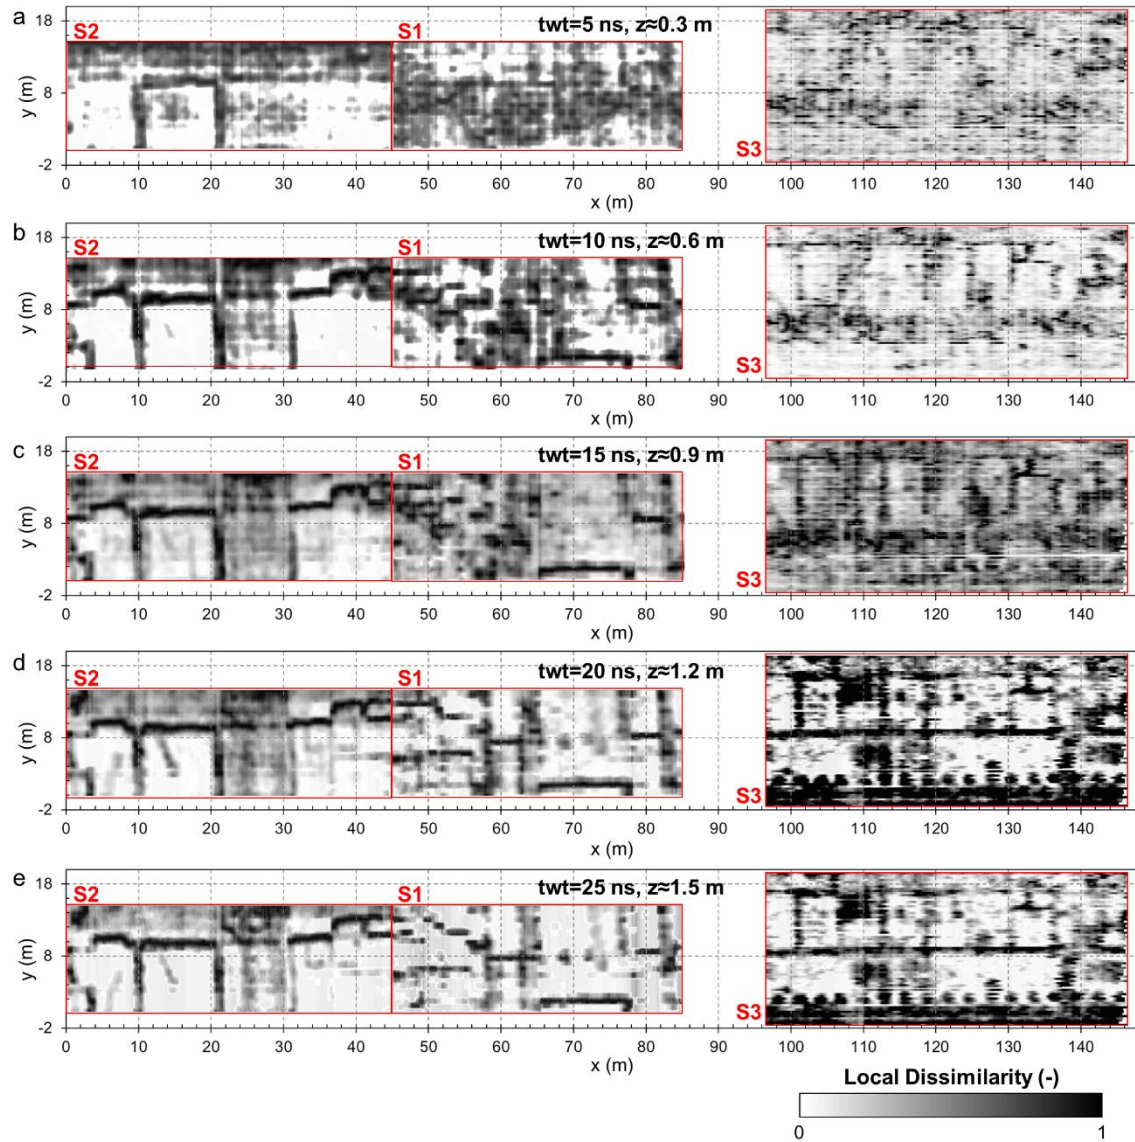 a
S2
S1
twt=5 ns, z≈0.3 m
S3
18
8
-2
y (m)
0 10 20 30 40 50 60 70 80 90 100 110 120 130 140
x (m)
b
S2
S1
twt=10 ns, z≈0.6 m
S3
18
8
-2
y (m)
0 10 20 30 40 50 60 70 80 90 100 110 120 130 140
x (m)
c
S2
S1
twt=15 ns, z≈0.9 m
S3
18
8
-2
y (m)
0 10 20 30 40 50 60 70 80 90 100 110 120 130 140
x (m)
d
S2
S1
twt=20 ns, z≈1.2 m
S3
18
8
-2
y (m)
0 10 20 30 40 50 60 70 80 90 100 110 120 130 140
x (m)
e
S2
S1
twt=25 ns, z≈1.5 m
S3
18
8
-2
y (m)
0 10 20 30 40 50 60 70 80 90 100 110 120 130 140
x (m)
Local Dissimilarity (-)
0 1